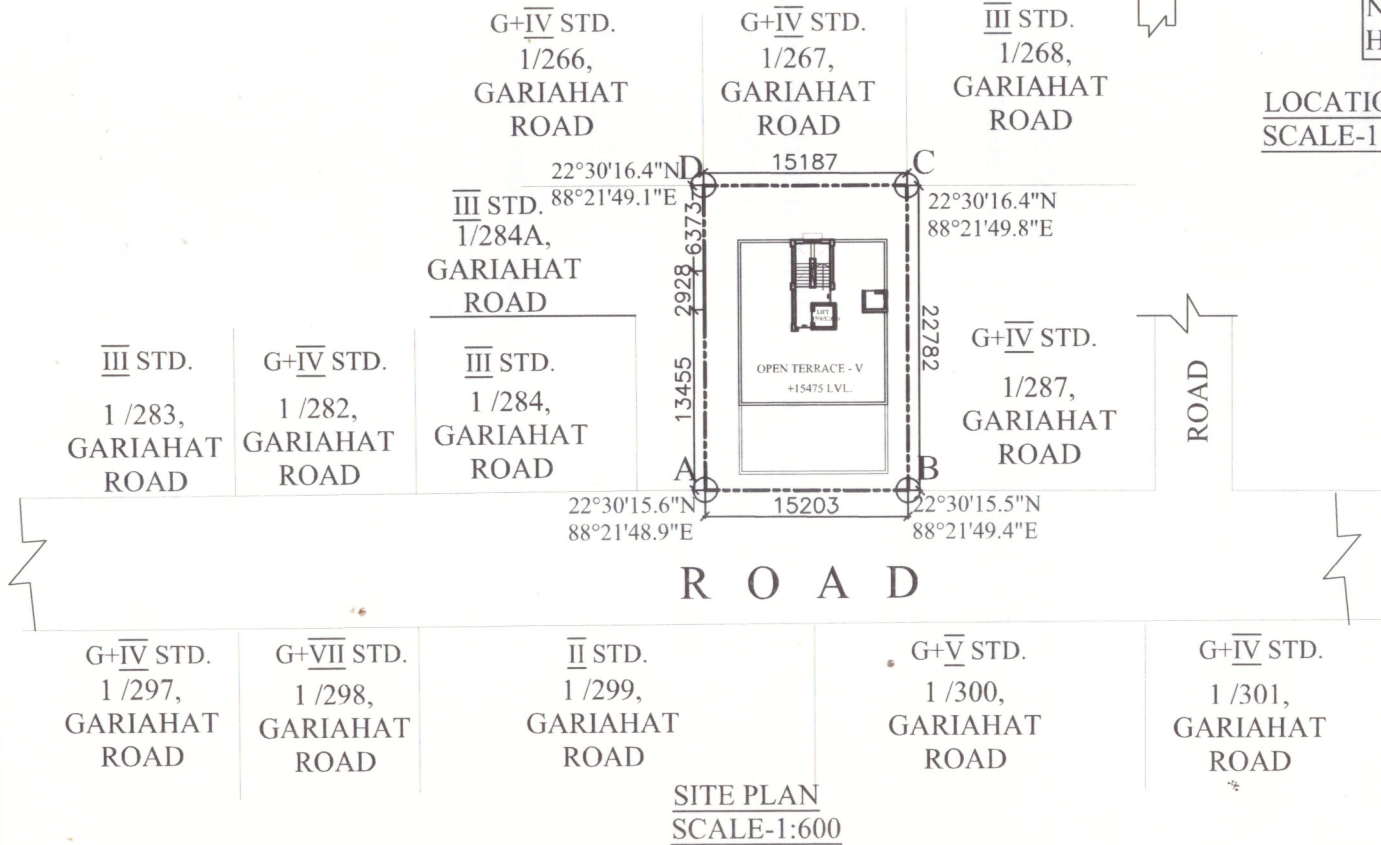 G+IV STD.
1/266,
GARIAHAT
ROAD
G+IV STD.
1/267,
GARIAHAT
ROAD
III STD.
1/268,
GARIAHAT
ROAD
N
H
LOCATIO
SCALE-1
22°30'16.4"N
88°21'49.1"E
D
15187
C
22°30'16.4"N
88°21'49.8"E
III STD.
1/284A,
GARIAHAT
ROAD
6373
2928
13455
22782
LIFT
OPEN TERRACE - V
+15475 LVL.
III STD.
1 /283,
GARIAHAT
ROAD
G+IV STD.
1 /282,
GARIAHAT
ROAD
III STD.
1 /284,
GARIAHAT
ROAD
G+IV STD.
1/287,
GARIAHAT
ROAD
ROAD
A
B
22°30'15.6"N
88°21'48.9"E
15203
22°30'15.5"N
88°21'49.4"E
R O A D
G+IV STD.
1 /297,
GARIAHAT
ROAD
G+VII STD.
1 /298,
GARIAHAT
ROAD
II STD.
1 /299,
GARIAHAT
ROAD
G+V STD.
1 /300,
GARIAHAT
ROAD
G+IV STD.
1 /301,
GARIAHAT
ROAD
SITE PLAN
SCALE-1:600